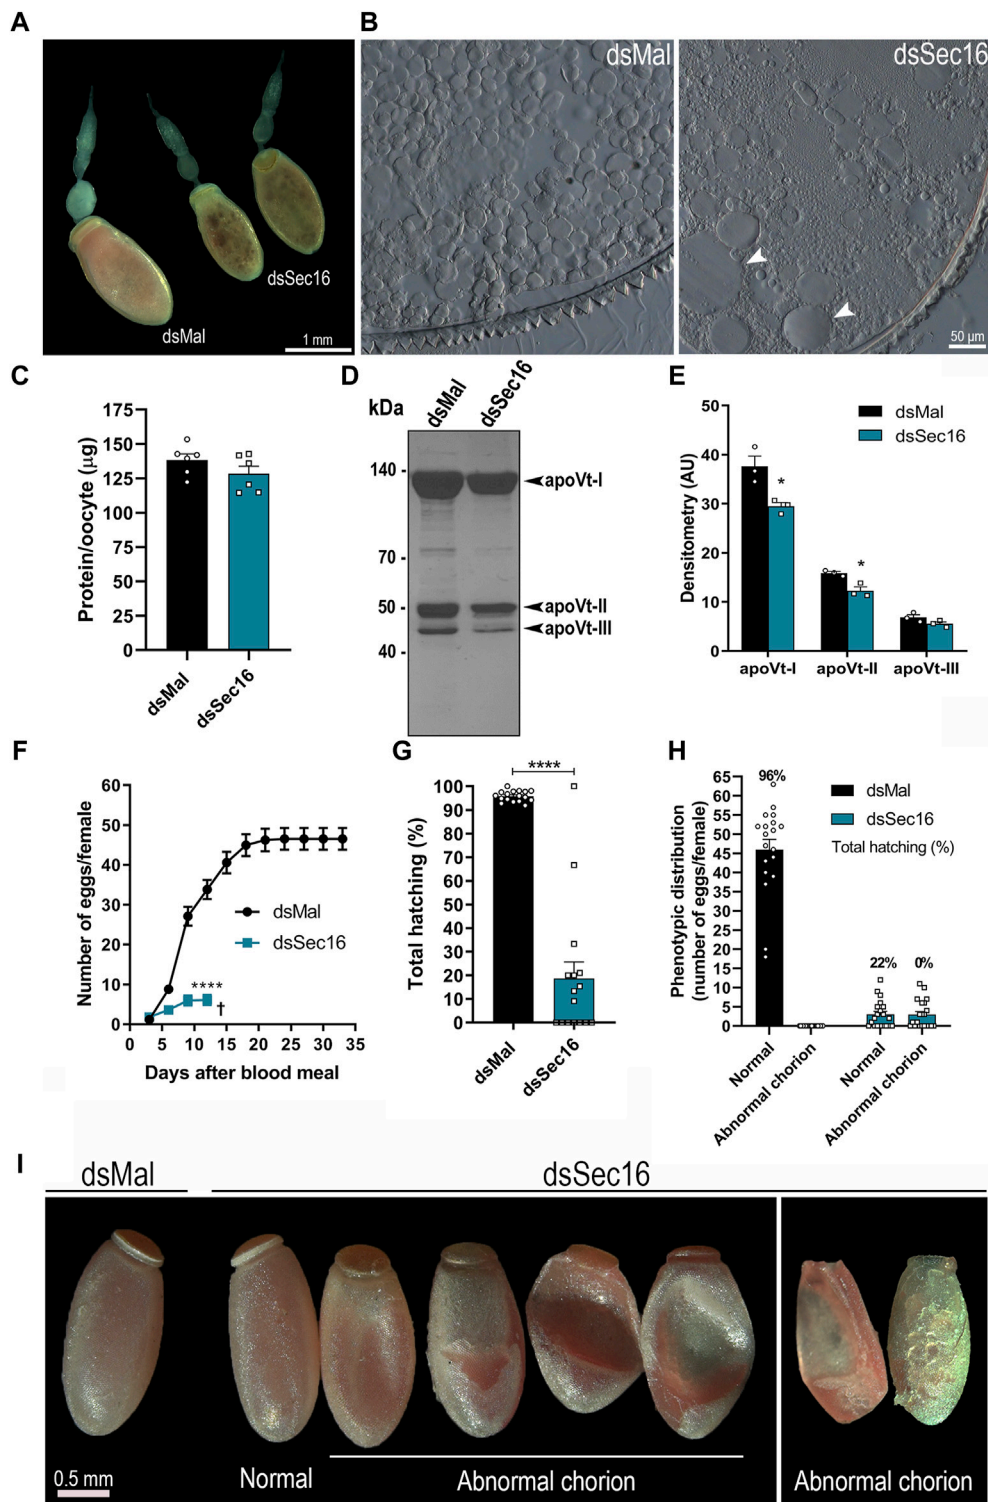 A
dsMal
dsSec16
1 mm
B
dsMal
dsSec16
50 µm
C
Protein/oocyte (µg)
175
150
125
100
75
50
25
0
dsMal
dsSec16
D
kDa
dsMal
dsSec16
140
70
50
40
apoVt-I
apoVt-II
apoVt-III
E
Densitometry (AU)
50
40
30
20
10
0
dsMal
dsSec16
*
*
apoVt-I
apoVt-II
apoVt-III
F
Number of eggs/female
60
50
40
30
20
10
0
dsMal
dsSec16
****
†
0 5 10 15 20 25 30 35
Days after blood meal
G
Total hatching (%)
100
90
80
70
60
50
40
30
20
10
0
****
dsMal
dsSec16
H
Phenotypic distribution
(number of eggs/female)
65
60
55
50
45
40
35
30
25
20
15
10
5
0
96%
dsMal
dsSec16
Total hatching (%)
22%
0%
Normal
Abnormal chorion
Normal
Abnormal chorion
I
dsMal
dsSec16
0.5 mm
Normal
Abnormal chorion
Abnormal chorion